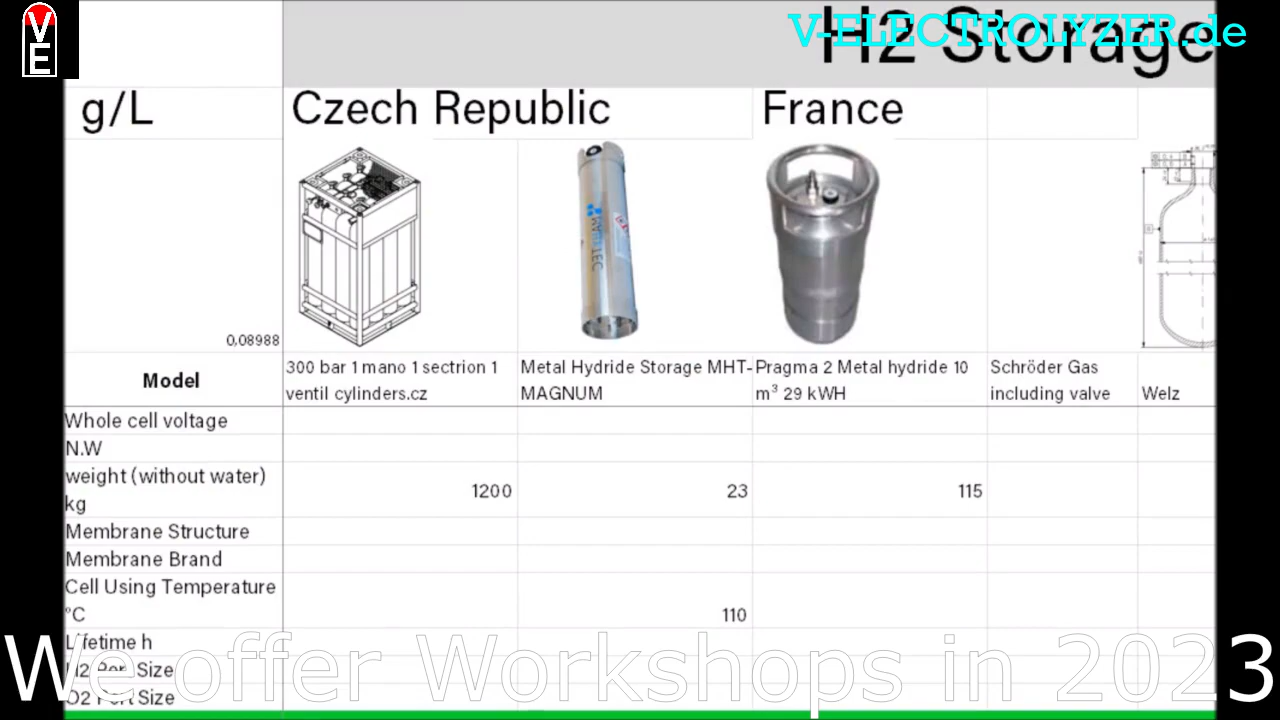 V
E
H2 Storage
V-ELECTROLYZER.de
g/L
Czech Republic
France
0,08988
Model
300 bar 1 mano 1 sectrion 1
ventil cylinders.cz
Metal Hydride Storage MHT-
MAGNUM
Pragma 2 Metal hydride 10
m³ 29 kWH
Schröder Gas
including valve
Welz
Whole cell voltage
N.W
weight (without water)
kg
1200
23
115
Membrane Structure
Membrane Brand
Cell Using Temperature
°C
110
Lifetime h
H2 Port Size
O2 Port Size
We offer Workshops in 2023